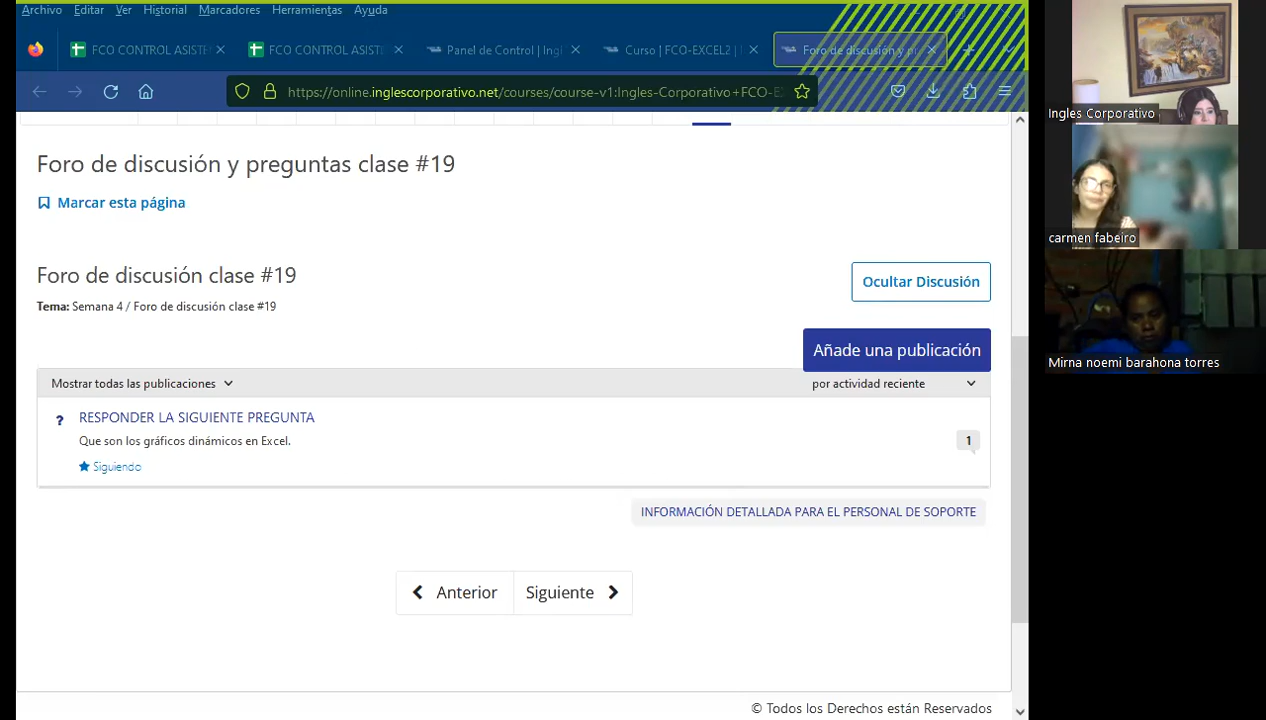 Archivo Editar Ver Historial Marcadores Herramientas Ayuda
FCO CONTROL ASISTE
FCO CONTROL ASISTE
Panel de Control | Ingl
Curso | FCO-EXCEL2 |
Foro de discusión y pr
https://online.inglescorporativo.net/courses/course-v1:Ingles-Corporativo+FCO-E
Foro de discusión y preguntas clase #19
Marcar esta página
Foro de discusión clase #19
Ocultar Discusión
Tema: Semana 4 / Foro de discusión clase #19
Añade una publicación
Mostrar todas las publicaciones
por actividad reciente
? RESPONDER LA SIGUIENTE PREGUNTA
Que son los gráficos dinámicos en Excel.
1
Siguiendo
INFORMACIÓN DETALLADA PARA EL PERSONAL DE SOPORTE
Anterior Siguiente
© Todos los Derechos están Reservados
Ingles Corporativo
carmen fabeiro
Mirna noemi barahona torres